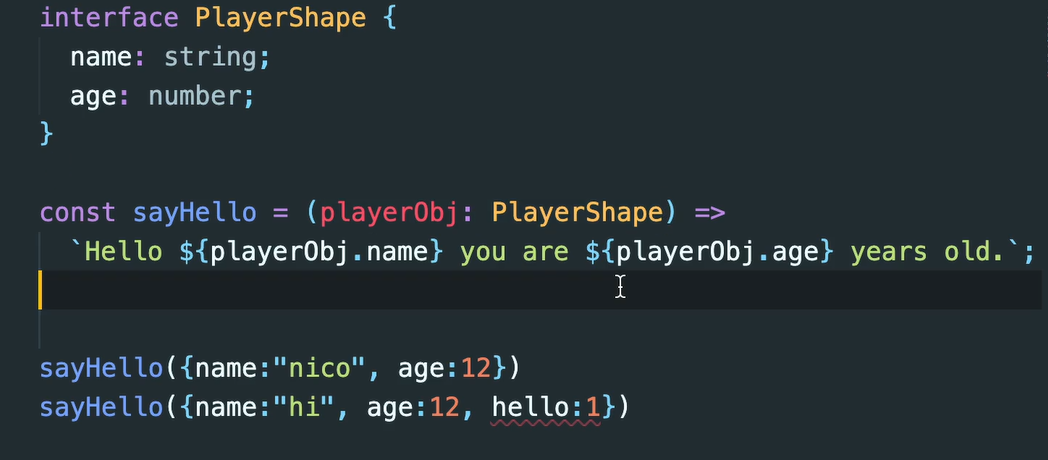 interface PlayerShape {
  name: string;
  age: number;
}
const sayHello = (playerObj: PlayerShape) =>
  `Hello ${playerObj.name} you are ${playerObj.age} years old.`;
sayHello({name:"nico", age:12})
sayHello({name:"hi", age:12, hello:1})